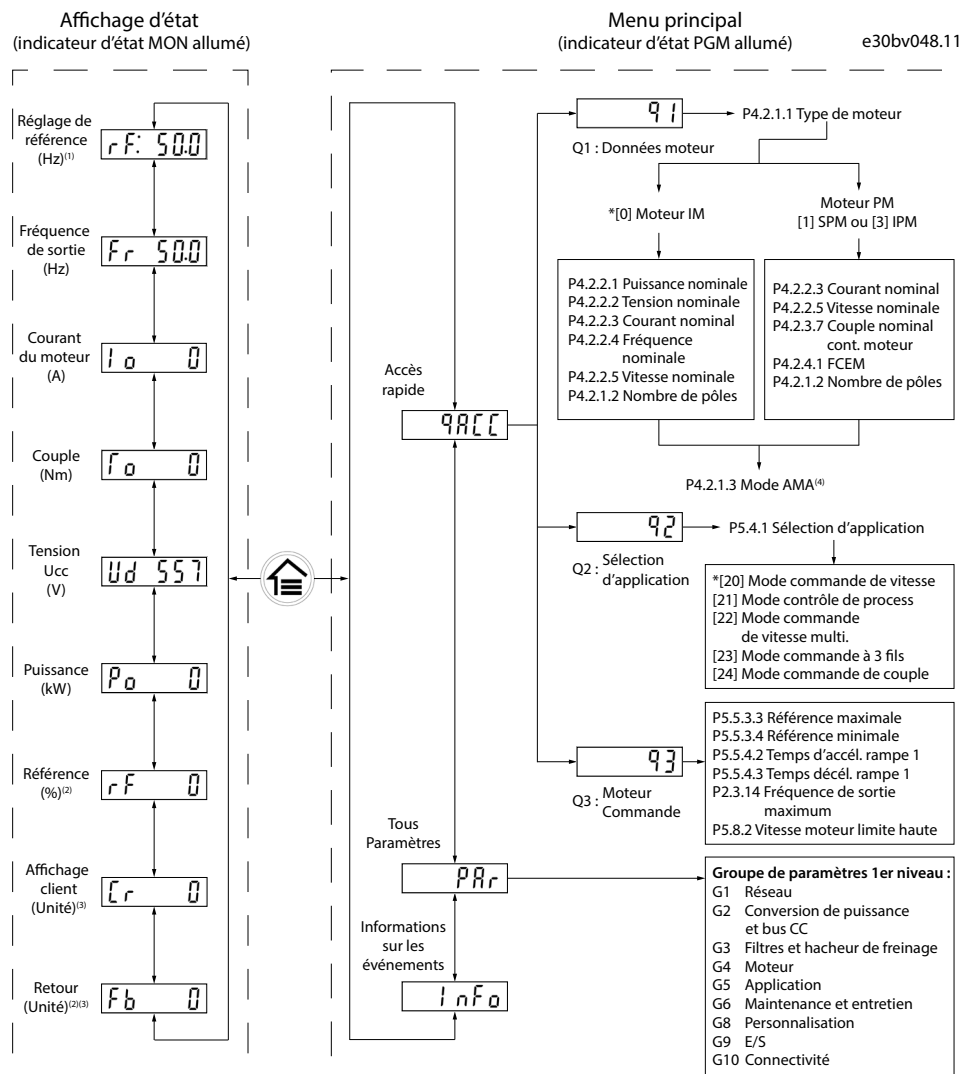 Affichage d'état
(indicateur d'état MON allumé)
Menu principal
(indicateur d'état PGM allumé)
e30bv048.11
Réglage de
référence
(Hz)(1)
rF: 50.0
Fréquence
de sortie
(Hz)
Fr 50.0
Courant
du moteur
(A)
Io 0
Couple
(Nm)
To 0
Tension
Ucc
(V)
Ud 557
Puissance
(kW)
Po 0
Référence
(%)(2)
rF 0
Affichage
client
(Unité)(3)
Cr 0
Retour
(Unité)(2)(3)
Fb 0
Accès
rapide
qACC
Tous
Paramètres
PAr
Informations
sur les
événements
InFo
q1
Q1 : Données moteur
P4.2.1.1 Type de moteur
*[0] Moteur IM
Moteur PM
[1] SPM ou [3] IPM
P4.2.2.1 Puissance nominale
P4.2.2.2 Tension nominale
P4.2.2.3 Courant nominal
P4.2.2.4 Fréquence
nominale
P4.2.2.5 Vitesse nominale
P4.2.1.2 Nombre de pôles
P4.2.2.3 Courant nominal
P4.2.2.5 Vitesse nominale
P4.2.3.7 Couple nominal
cont. moteur
P4.2.4.1 FCEM
P4.2.1.2 Nombre de pôles
P4.2.1.3 Mode AMA(4)
q2
Q2 : Sélection
d'application
P5.4.1 Sélection d'application
*[20] Mode commande de vitesse
[21] Mode contrôle de process
[22] Mode commande
de vitesse multi.
[23] Mode commande à 3 fils
[24] Mode commande de couple
q3
Q3 : Moteur
Commande
P5.5.3.3 Référence maximale
P5.5.3.4 Référence minimale
P5.5.4.2 Temps d'accél. rampe 1
P5.5.4.3 Temps décél. rampe 1
P2.3.14 Fréquence de sortie
maximum
P5.8.2 Vitesse moteur limite haute
Groupe de paramètres 1er niveau :
G1 Réseau
G2 Conversion de puissance
et bus CC
G3 Filtres et hacheur de freinage
G4 Moteur
G5 Application
G6 Maintenance et entretien
G8 Personnalisation
G9 E/S
G10 Connectivité